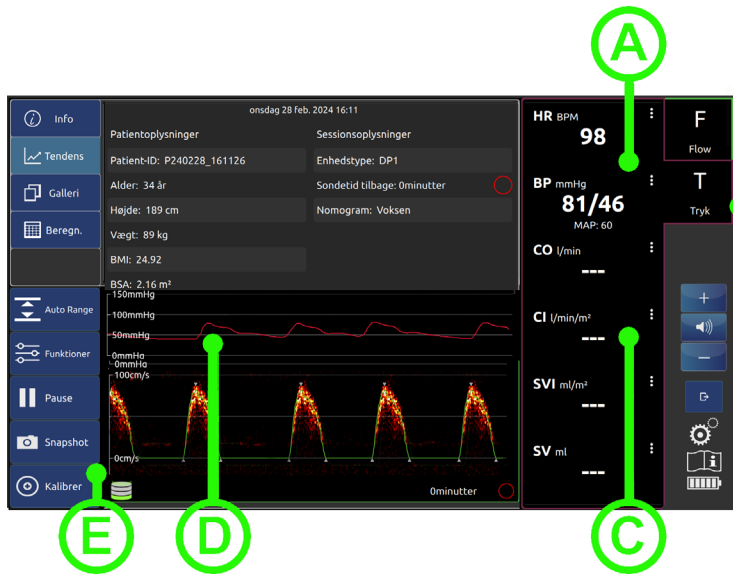 A
onsdag 28 feb. 2024 16:11
Info
Tendens
Galleri
Beregn.
Patientoplysninger
Sessionsoplysninger
Patient-ID: P240228_161126
Enhedstype: DP1
Alder: 34 år
Sondetid tilbage: 0minutter
Højde: 189 cm
Nomogram: Voksen
Vægt: 89 kg
BMI: 24.92
BSA: 2.16 m²
HR BPM
98
BP mmHg
81/46
MAP: 60
CO l/min
---
CI l/min/m²
---
SVI ml/m²
---
SV ml
---
F
Flow
T
Tryk
+
−
Auto Range
Funktioner
Pause
Snapshot
Kalibrer
150mmHg
100mmHg
50mmHg
0mmHg
0mmHg
100cm/s
0cm/s
0minutter
E
D
C